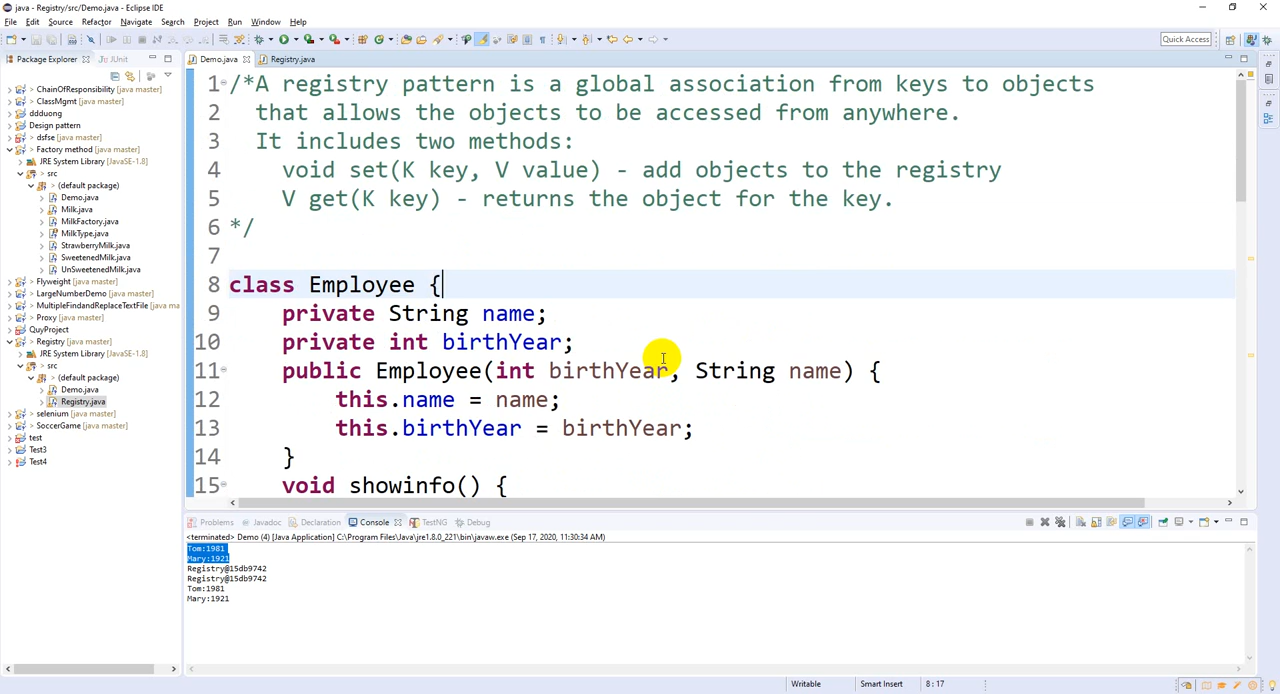 java - Registry/src/Demo.java - Eclipse IDE
File Edit Source Refactor Navigate Search Project Run Window Help
Quick Access
Package Explorer JUnit
ChainOfResponsibility [java master]
ClassMgmt [java master]
ddduong
Design pattern
dsfse [java master]
Factory method [java master]
JRE System Library [JavaSE-1.8]
src
(default package)
Demo.java
Milk.java
MilkFactory.java
MilkType.java
StrawberryMilk.java
SweetenedMilk.java
UnSweetenedMilk.java
Flyweight [java master]
LargeNumberDemo [java master]
MultipleFindandReplaceTextFile [java ma
Proxy [java master]
QuyProject
Registry [java master]
JRE System Library [JavaSE-1.8]
src
(default package)
Demo.java
Registry.java
selenium [java master]
SoccerGame [java master]
test
Test3
Test4
Demo.java Registry.java
1 /*A registry pattern is a global association from keys to objects
2 that allows the objects to be accessed from anywhere.
3 It includes two methods:
4 void set(K key, V value) - add objects to the registry
5 V get(K key) - returns the object for the key.
6 */
7
8 class Employee {
9 private String name;
10 private int birthYear;
11 public Employee(int birthYear, String name) {
12 this.name = name;
13 this.birthYear = birthYear;
14 }
15 void showinfo() {
Problems Javadoc Declaration Console TestNG Debug
<terminated> Demo (4) [Java Application] C:\Program Files\Java\jre1.8.0_221\bin\javaw.exe (Sep 17, 2020, 11:30:34 AM)
Tom:1981
Mary:1921
Registry@15db9742
Registry@15db9742
Tom:1981
Mary:1921
Writable Smart Insert 8 : 17